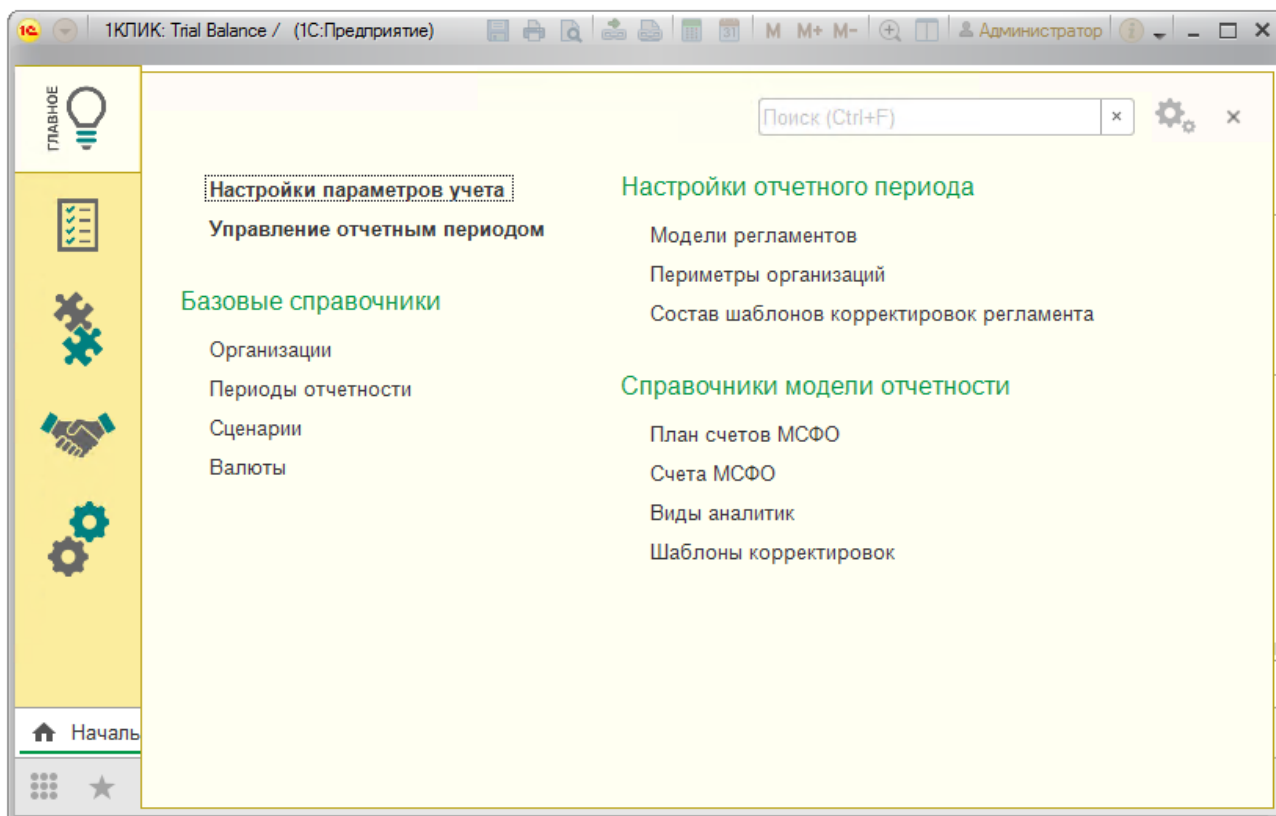 1С 1КЛИК: Trial Balance / (1С:Предприятие) 31 M M+ M- Администратор i
ГЛАВНОЕ
Поиск (Ctrl+F)
Настройки параметров учета
Управление отчетным периодом
Базовые справочники
Организации
Периоды отчетности
Сценарии
Валюты
Настройки отчетного периода
Модели регламентов
Периметры организаций
Состав шаблонов корректировок регламента
Справочники модели отчетности
План счетов МСФО
Счета МСФО
Виды аналитик
Шаблоны корректировок
Началь